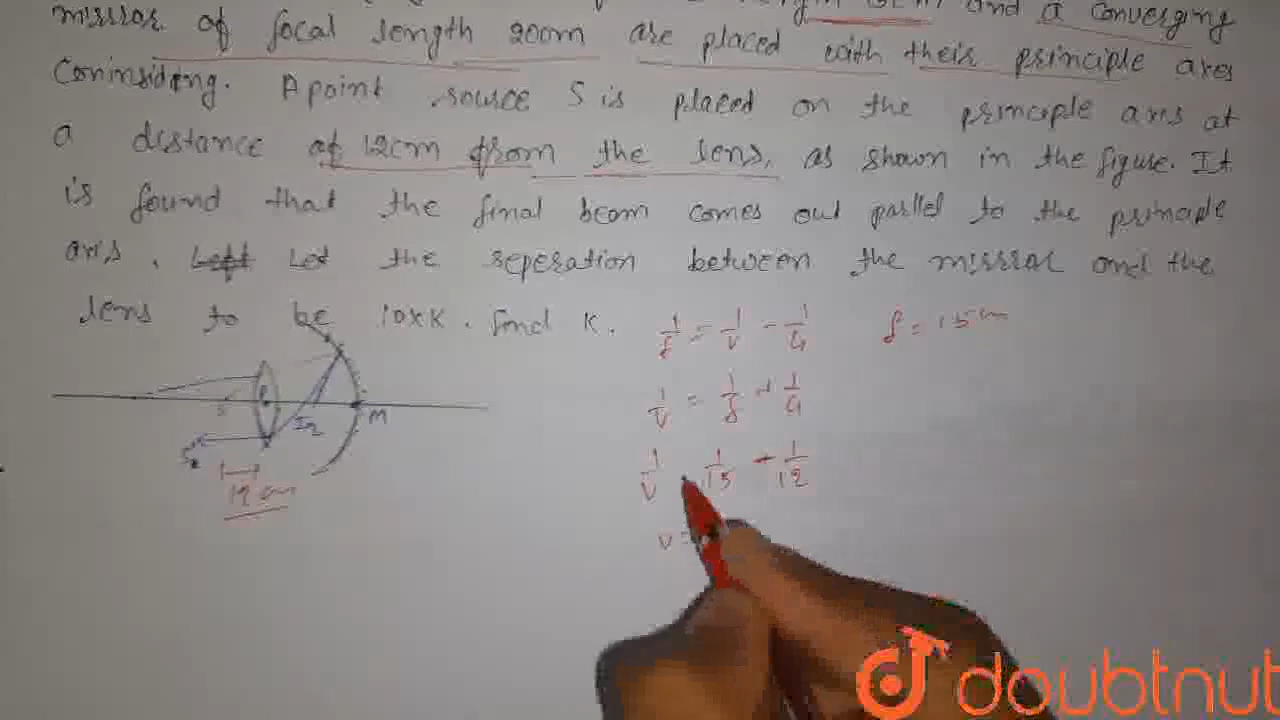 and a converging
mirror of focal length 20cm are placed with their principle axes
Coninsiding. A point source S is placed on the principle axis at
a distance of 12cm from the lens, as shown in the figure. It
is found that the final beam comes out parllel to the principle
axis. Left Let the seperation between the mirror and the
lens to be 10xK. find K.
1/f = 1/v - 1/u f = 15cm
1/v = 1/f + 1/u
1/v 1/15 - 1/12
v =
S
M
12 cm
doubtnut